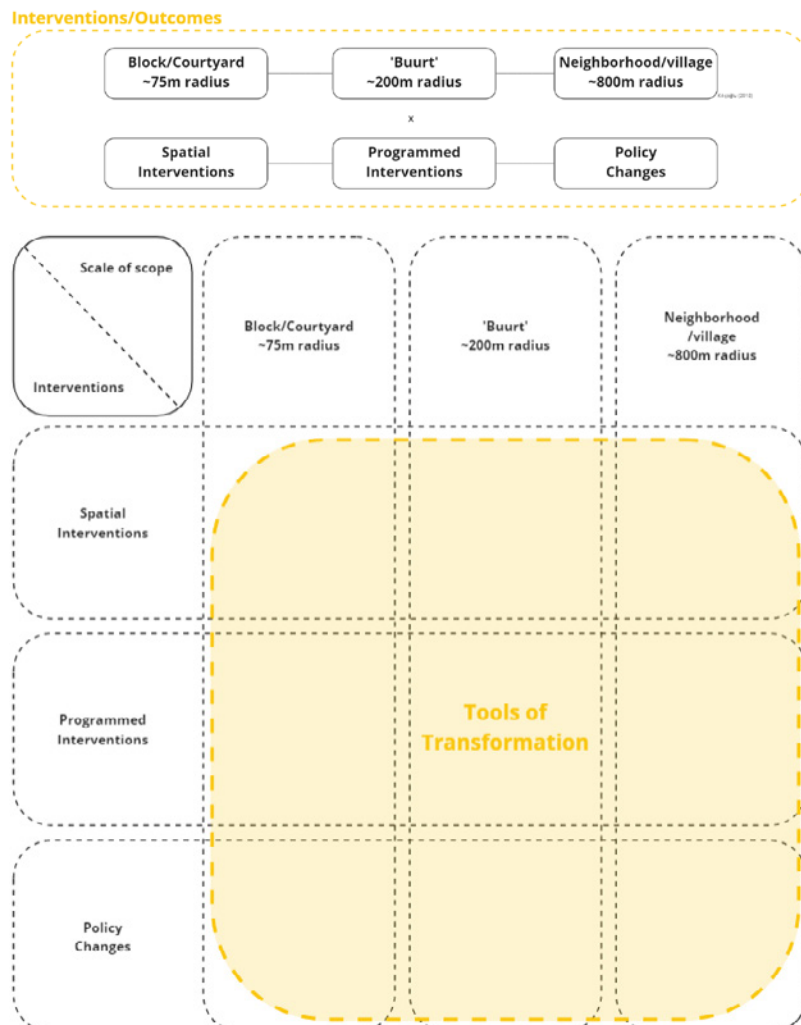 Interventions/Outcomes
Block/Courtyard
~75m radius
'Buurt'
~200m radius
Neighborhood/village
~800m radius
x
Spatial
Interventions
Programmed
Interventions
Policy
Changes
Scale of scope
Interventions
Block/Courtyard
~75m radius
'Buurt'
~200m radius
Neighborhood
/village
~800m radius
Spatial
Interventions
Programmed
Interventions
Tools of
Transformation
Policy
Changes